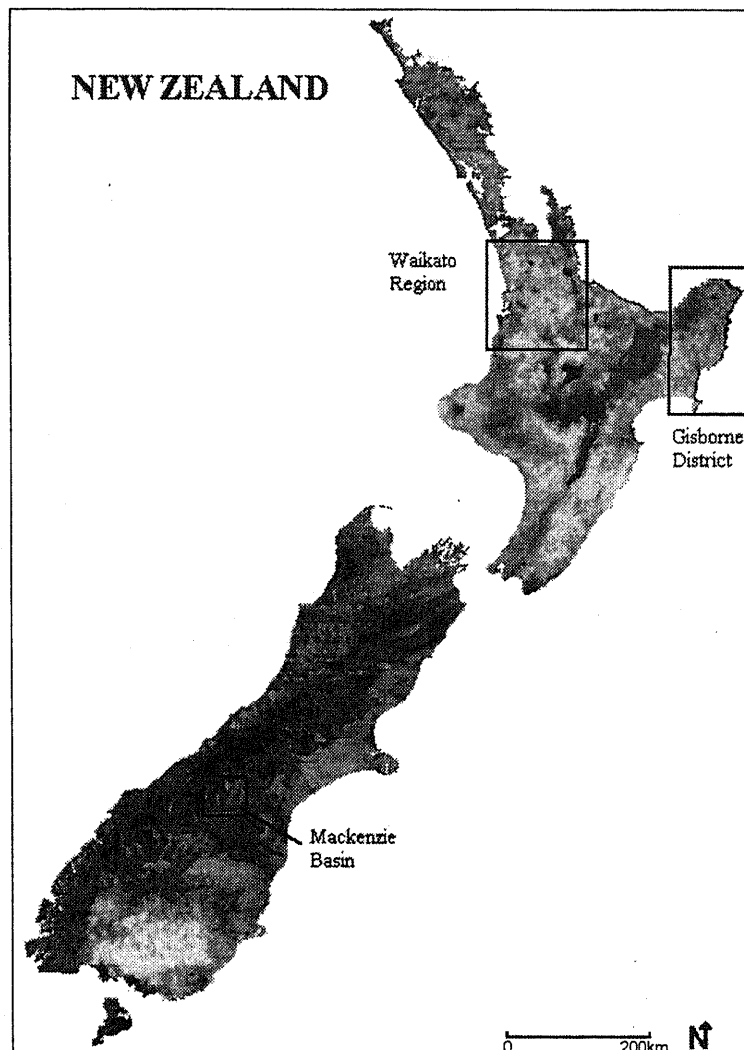 NEW ZEALAND
Waikato
Region
Gisborne
District
Mackenzie
Basin
0 200km N